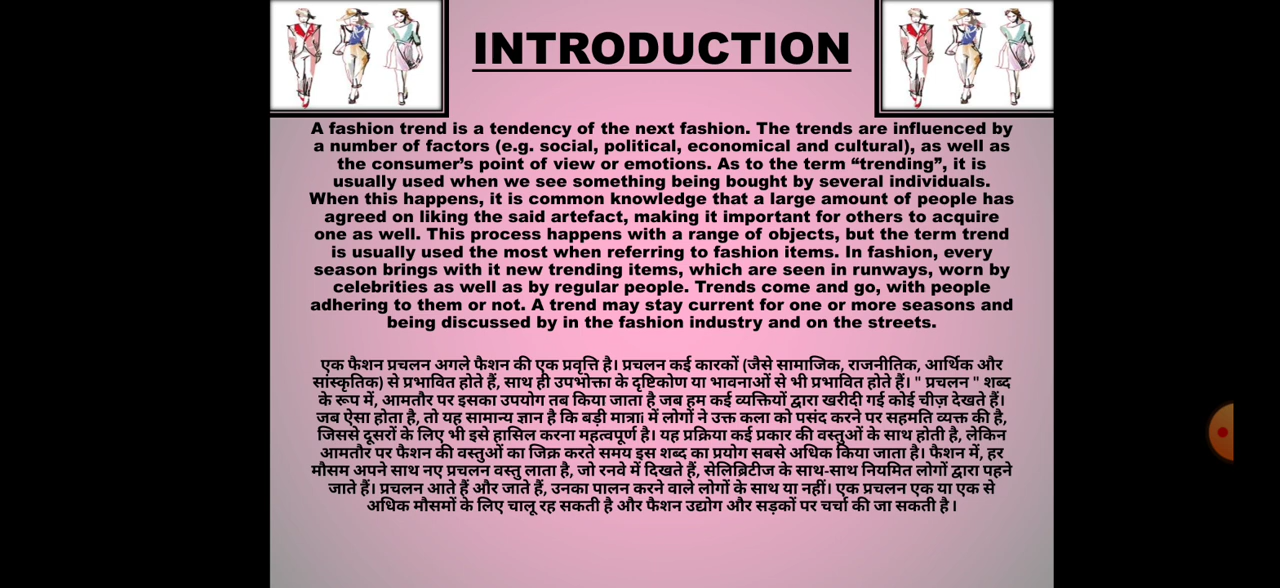 INTRODUCTION
A fashion trend is a tendency of the next fashion. The trends are influenced by
a number of factors (e.g. social, political, economical and cultural), as well as
the consumer’s point of view or emotions. As to the term “trending”, it is
usually used when we see something being bought by several individuals.
When this happens, it is common knowledge that a large amount of people has
agreed on liking the said artefact, making it important for others to acquire
one as well. This process happens with a range of objects, but the term trend
is usually used the most when referring to fashion items. In fashion, every
season brings with it new trending items, which are seen in runways, worn by
celebrities as well as by regular people. Trends come and go, with people
adhering to them or not. A trend may stay current for one or more seasons and
being discussed by in the fashion industry and on the streets.
एक फैशन प्रचलन अगले फैशन की एक प्रवृत्ति है। प्रचलन कई कारकों (जैसे सामाजिक, राजनीतिक, आर्थिक और
सांस्कृतिक) से प्रभावित होते हैं, साथ ही उपभोक्ता के दृष्टिकोण या भावनाओं से भी प्रभावित होते हैं। " प्रचलन " शब्द
के रूप में, आमतौर पर इसका उपयोग तब किया जाता है जब हम कई व्यक्तियों द्वारा खरीदी गई कोई चीज़ देखते हैं।
जब ऐसा होता है, तो यह सामान्य ज्ञान है कि बड़ी मात्राi में लोगों ने उक्त कला को पसंद करने पर सहमति व्यक्त की है,
जिससे दूसरों के लिए भी इसे हासिल करना महत्वपूर्ण है। यह प्रक्रिया कई प्रकार की वस्तुओं के साथ होती है, लेकिन
आमतौर पर फैशन की वस्तुओं का जिक्र करते समय इस शब्द का प्रयोग सबसे अधिक किया जाता है। फैशन में, हर
मौसम अपने साथ नए प्रचलन वस्तु लाता है, जो रनवे में दिखते हैं, सेलिब्रिटीज के साथ-साथ नियमित लोगों द्वारा पहने
जाते हैं। प्रचलन आते हैं और जाते हैं, उनका पालन करने वाले लोगों के साथ या नहीं। एक प्रचलन एक या एक से
अधिक मौसमों के लिए चालू रह सकती है और फैशन उद्योग और सड़कों पर चर्चा की जा सकती है।